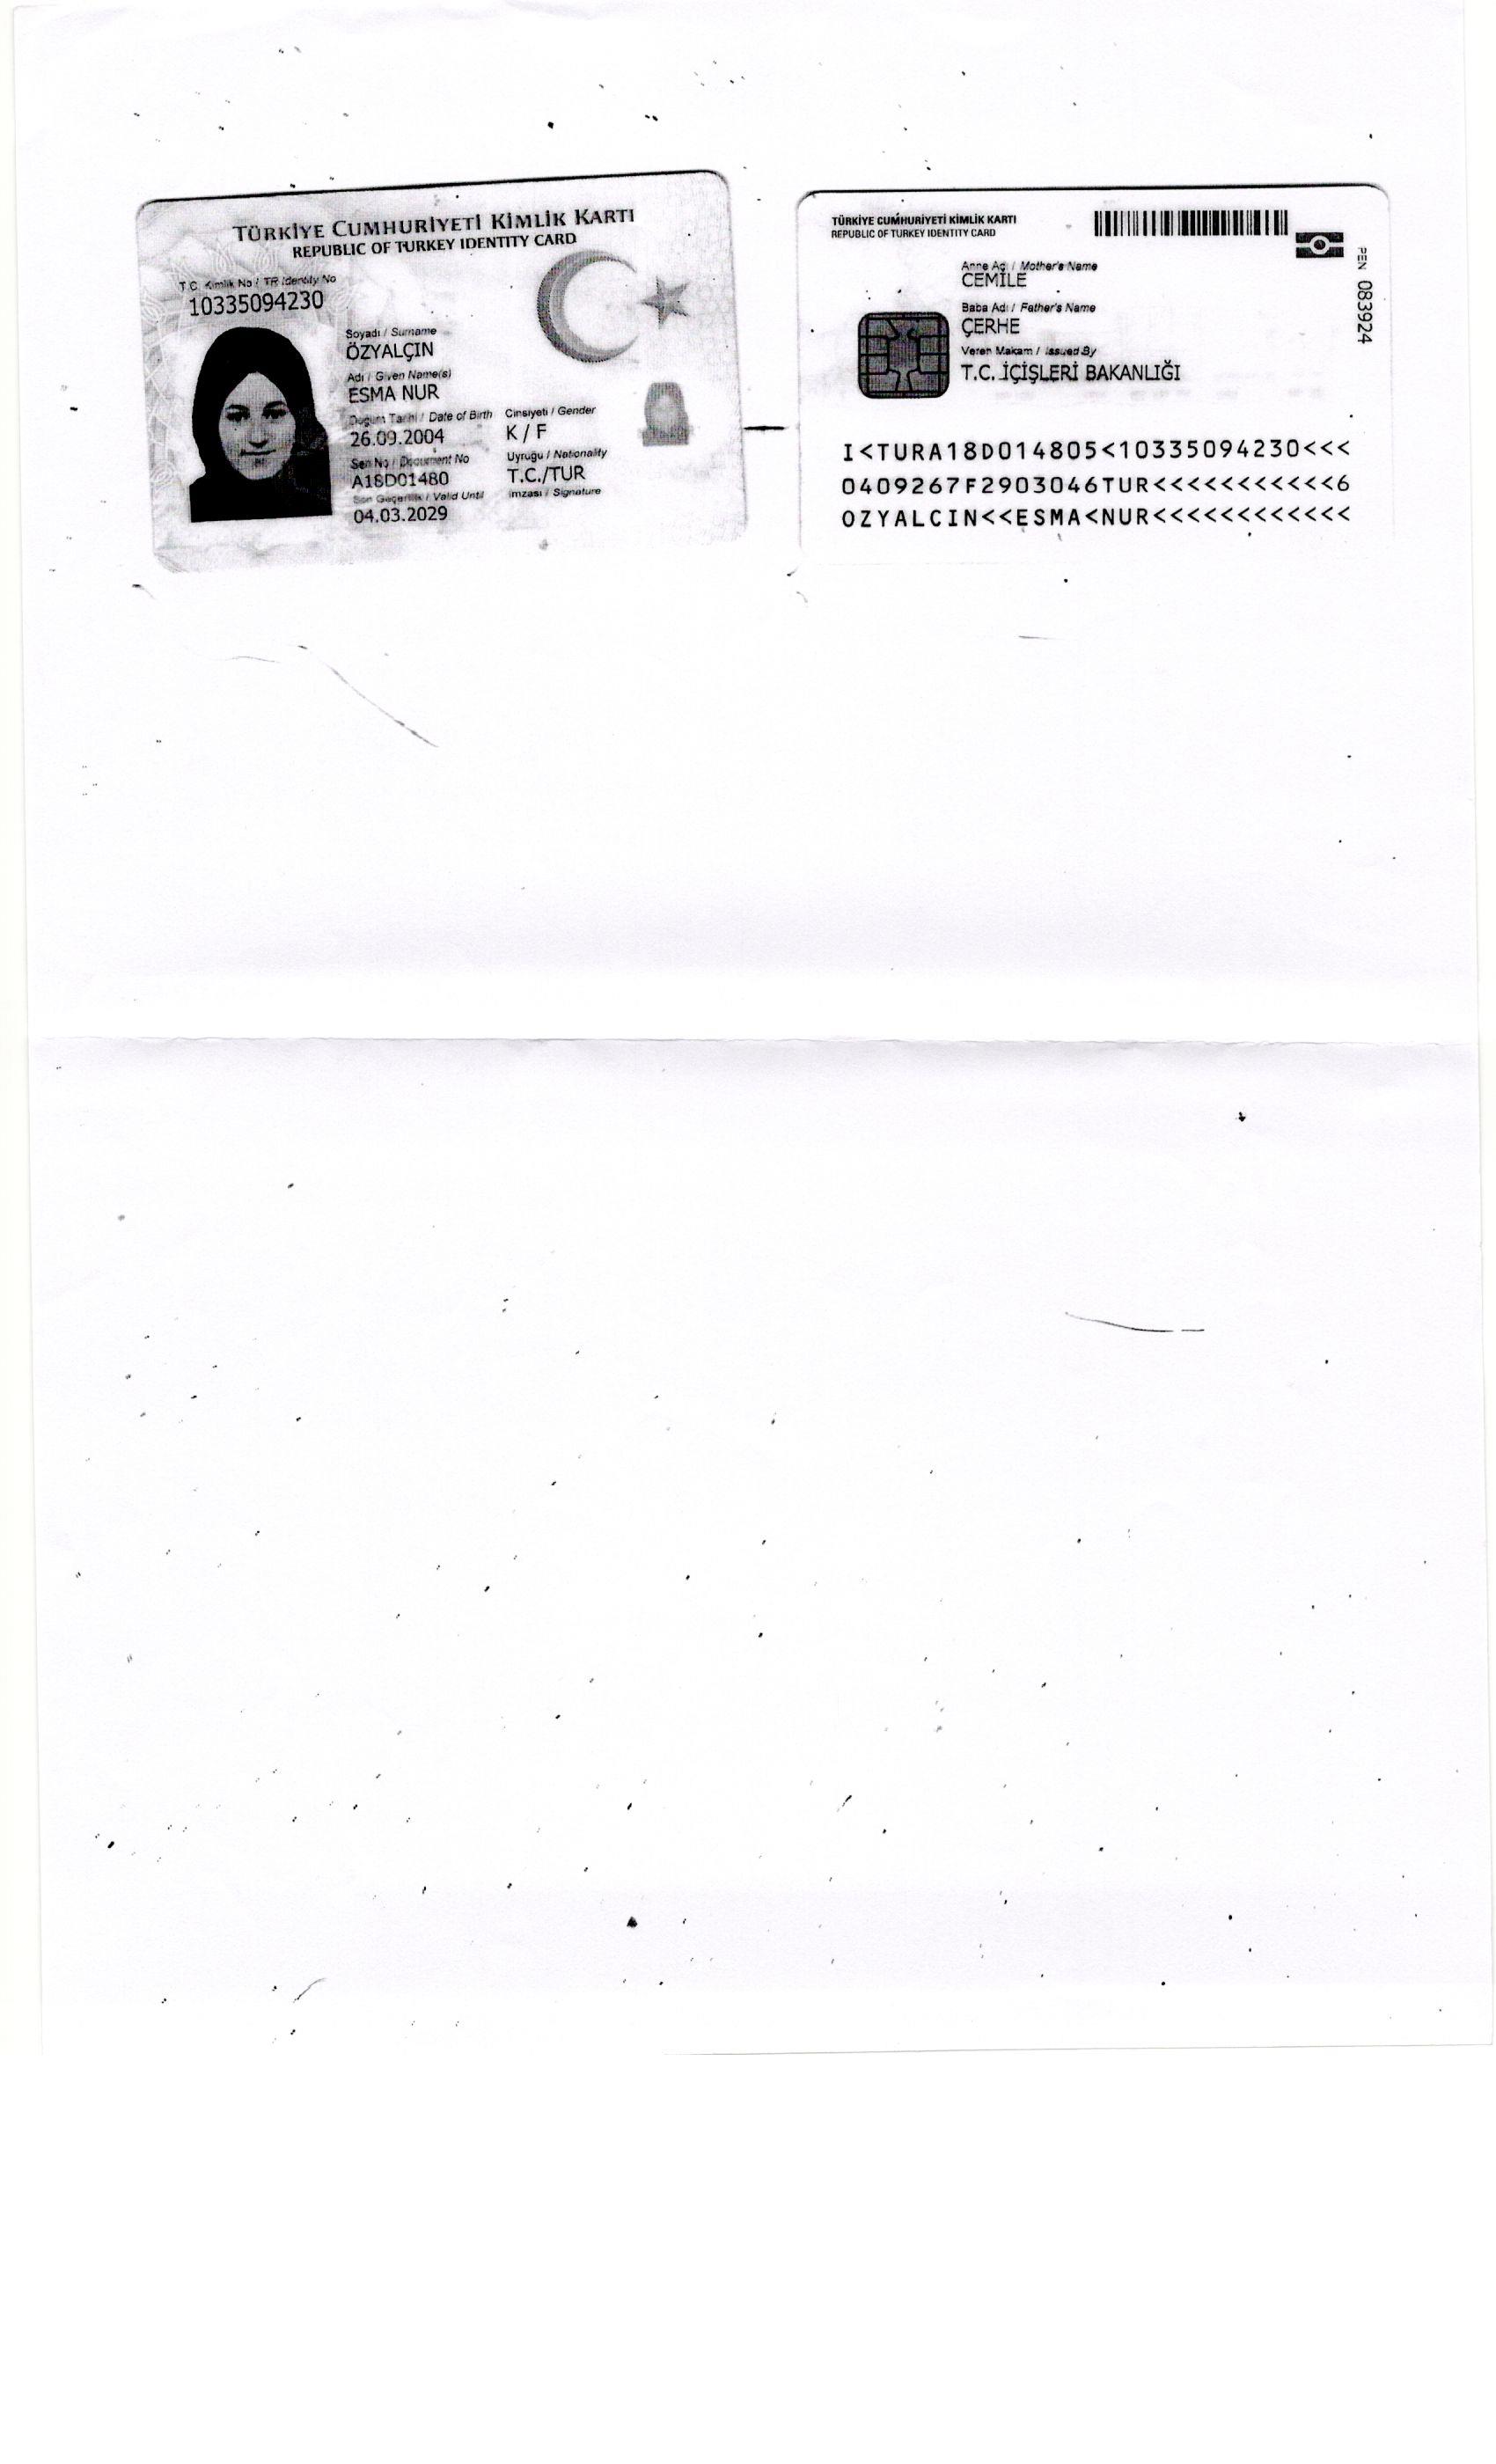 TÜRKİYE CUMHURİYETİ KİMLİK KARTI
REPUBLIC OF TURKEY IDENTITY CARD
T.C. Kimlik No / TR Identity No
10335094230
Soyadı / Surname
ÖZYALÇIN
Adı / Given Name(s)
ESMA NUR
Doğum Tarihi / Date of Birth Cinsiyeti / Gender
26.09.2004 K / F
Seri No / Document No Uyruğu / Nationality
A18D01480 T.C./TUR
Son Geçerlilik / Valid Until İmzası / Signature
04.03.2029
TÜRKİYE CUMHURİYETİ KİMLİK KARTI
REPUBLIC OF TURKEY IDENTITY CARD
Anne Adı / Mother's Name
CEMİLE
Baba Adı / Father's Name
ÇERHE
Veren Makam / Issued By
T.C. İÇİŞLERİ BAKANLIĞI
PEN 083924
I<TURA18D014805<10335094230<<<
0409267F2903046TUR<<<<<<<<<<<6
OZYALCIN<<ESMA<NUR<<<<<<<<<<<<